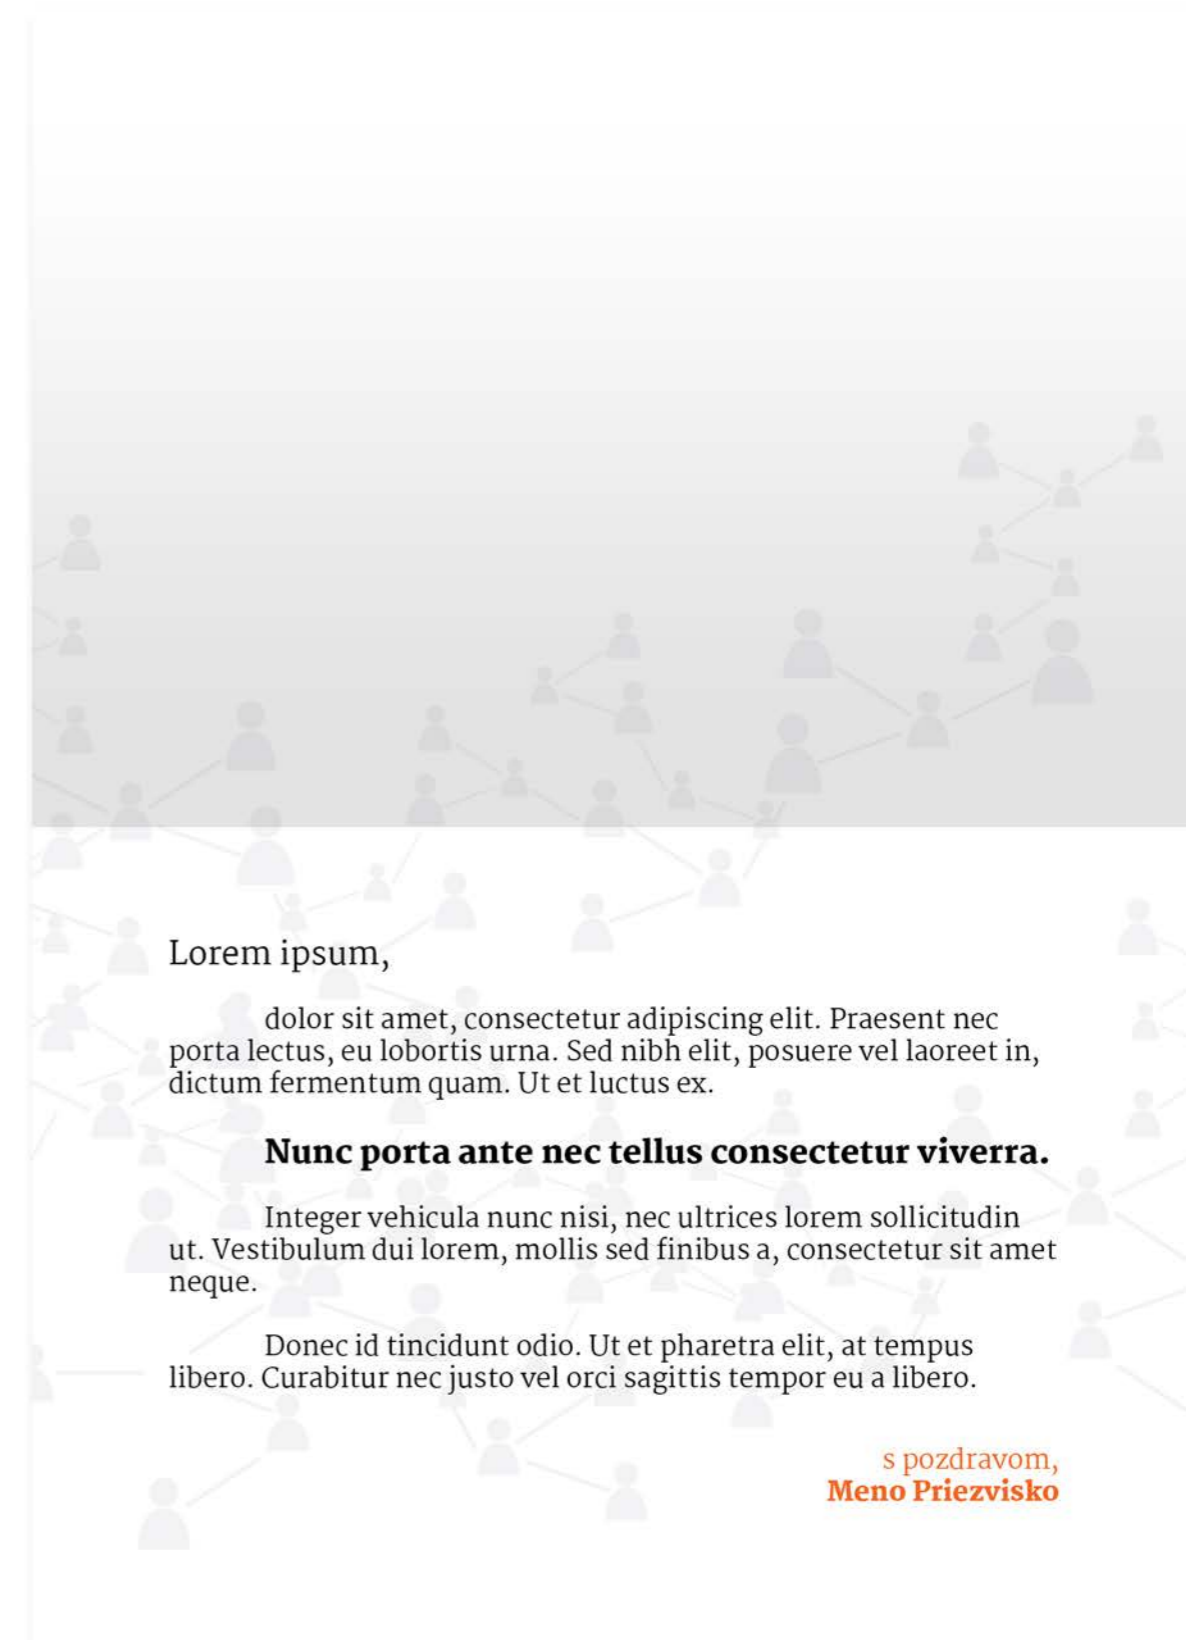 Lorem ipsum,
dolor sit amet, consectetur adipiscing elit. Praesent nec
porta lectus, eu lobortis urna. Sed nibh elit, posuere vel laoreet in,
dictum fermentum quam. Ut et luctus ex.
Nunc porta ante nec tellus consectetur viverra.
Integer vehicula nunc nisi, nec ultrices lorem sollicitudin
ut. Vestibulum dui lorem, mollis sed finibus a, consectetur sit amet
neque.
Donec id tincidunt odio. Ut et pharetra elit, at tempus
libero. Curabitur nec justo vel orci sagittis tempor eu a libero.
s pozdravom,
Meno Priezvisko